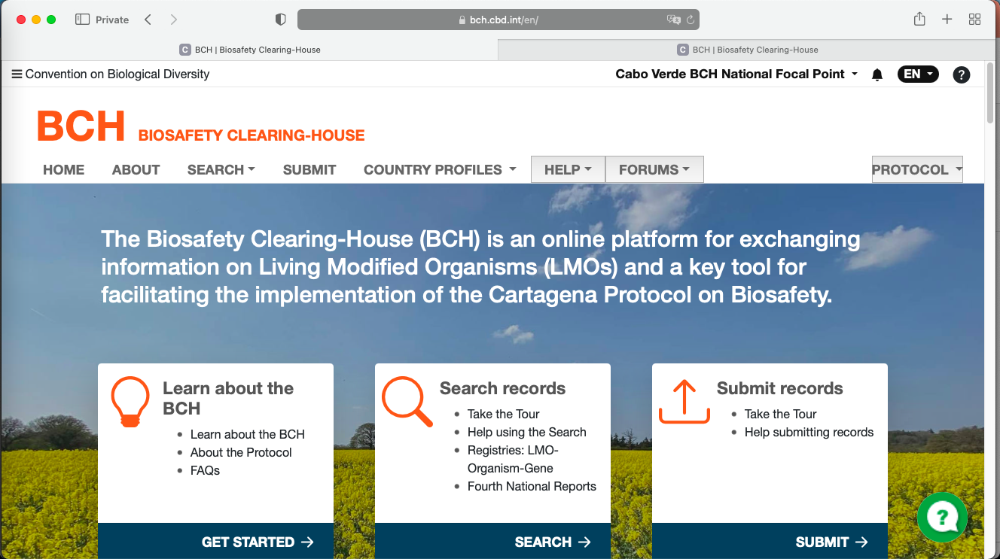 Private
bch.cbd.int/en/
C BCH | Biosafety Clearing-House
C BCH | Biosafety Clearing-House
Convention on Biological Diversity
Cabo Verde BCH National Focal Point
EN
?
BCH BIOSAFETY CLEARING-HOUSE
HOME ABOUT SEARCH SUBMIT COUNTRY PROFILES HELP FORUMS PROTOCOL
The Biosafety Clearing-House (BCH) is an online platform for exchanging
information on Living Modified Organisms (LMOs) and a key tool for
facilitating the implementation of the Cartagena Protocol on Biosafety.
Learn about the
BCH
• Learn about the BCH
• About the Protocol
• FAQs
GET STARTED →
Search records
• Take the Tour
• Help using the Search
• Registries: LMO-
Organism-Gene
• Fourth National Reports
SEARCH →
Submit records
• Take the Tour
• Help submitting records
SUBMIT →
?